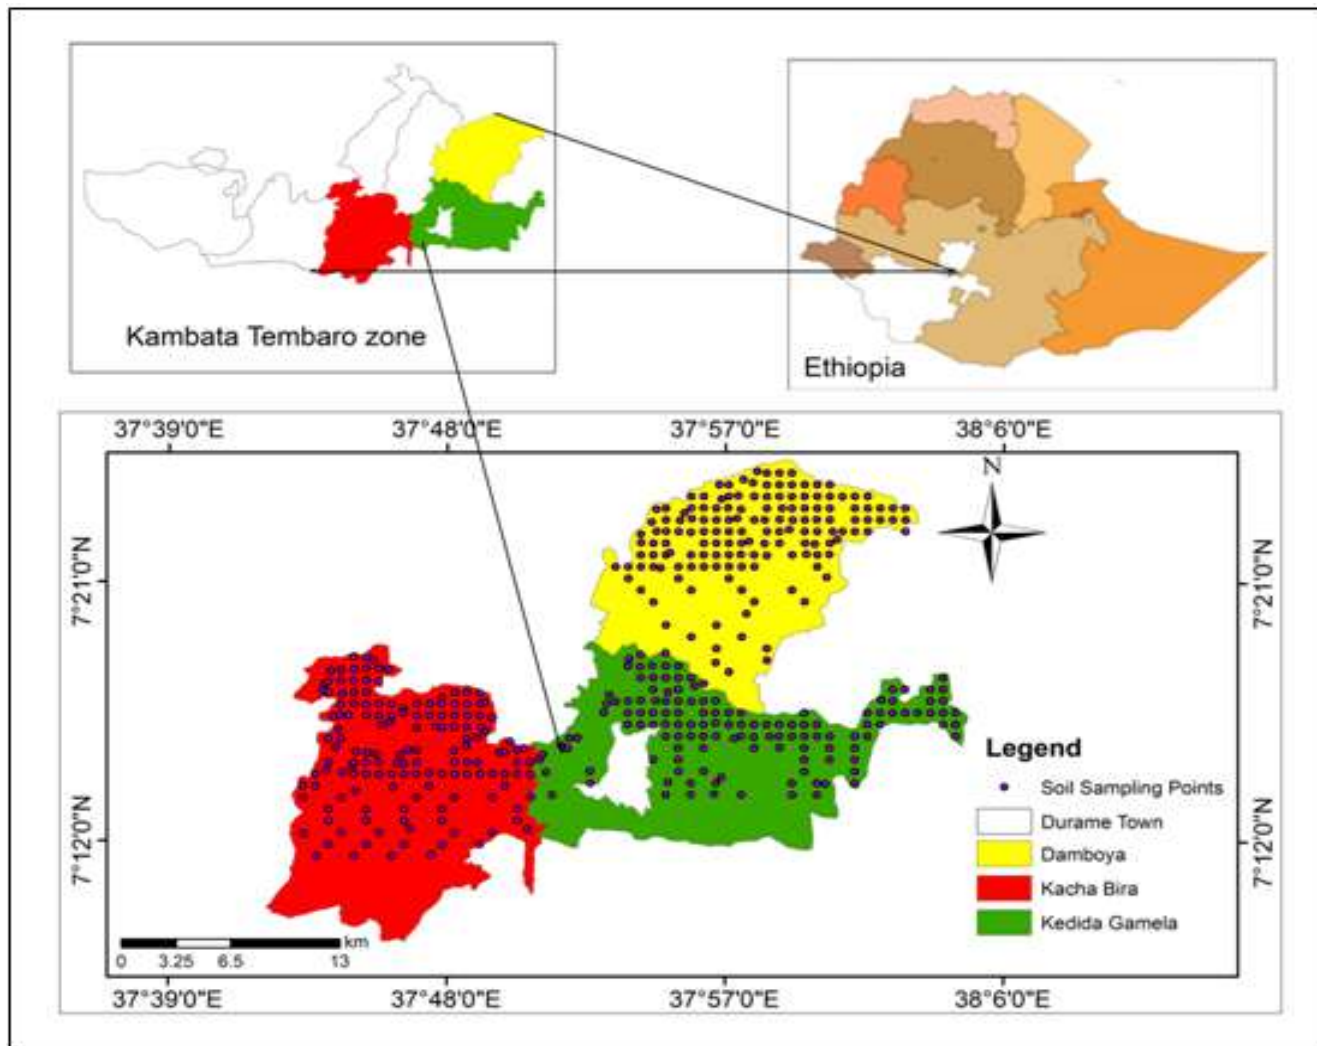 Kambata Tembaro zone
Ethiopia
37°39'0"E 37°48'0"E 37°57'0"E 38°6'0"E
N
7°21'0"N 7°21'0"N
7°12'0"N 7°12'0"N
Legend
Soil Sampling Points
Durame Town
Damboya
Kacha Bira
Kedida Gamela
km
0 3.25 6.5 13
37°39'0"E 37°48'0"E 37°57'0"E 38°6'0"E